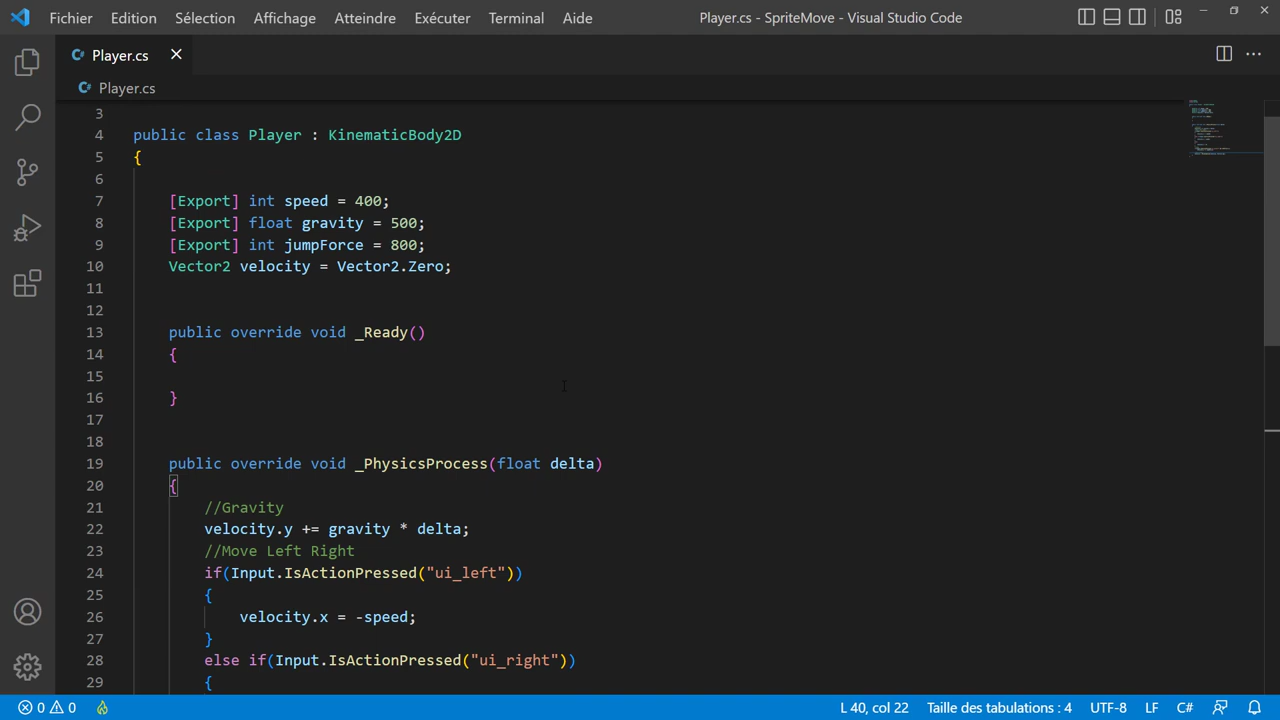 Fichier Edition Sélection Affichage Atteindre Exécuter Terminal Aide Player.cs - SpriteMove - Visual Studio Code
Player.cs
Player.cs
3
4 public class Player : KinematicBody2D
5 {
6
7 [Export] int speed = 400;
8 [Export] float gravity = 500;
9 [Export] int jumpForce = 800;
10 Vector2 velocity = Vector2.Zero;
11
12
13 public override void _Ready()
14 {
15
16 }
17
18
19 public override void _PhysicsProcess(float delta)
20 {
21 //Gravity
22 velocity.y += gravity * delta;
23 //Move Left Right
24 if(Input.IsActionPressed("ui_left"))
25 {
26 velocity.x = -speed;
27 }
28 else if(Input.IsActionPressed("ui_right"))
29 {
0 0 L 40, col 22 Taille des tabulations : 4 UTF-8 LF C#